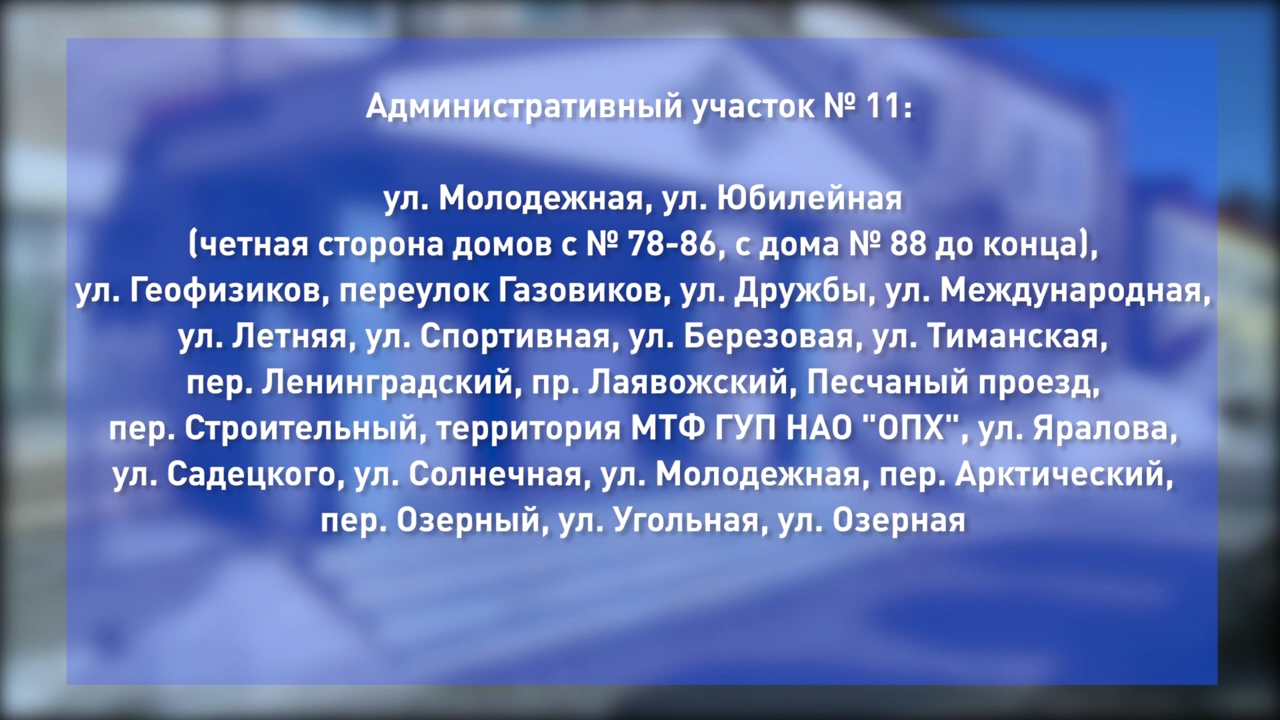 Административный участок № 11:
ул. Молодежная, ул. Юбилейная
(четная сторона домов с № 78-86, с дома № 88 до конца),
ул. Геофизиков, переулок Газовиков, ул. Дружбы, ул. Международная,
ул. Летняя, ул. Спортивная, ул. Березовая, ул. Тиманская,
пер. Ленинградский, пр. Лаявожский, Песчаный проезд,
пер. Строительный, территория МТФ ГУП НАО "ОПХ", ул. Яралова,
ул. Садецкого, ул. Солнечная, ул. Молодежная, пер. Арктический,
пер. Озерный, ул. Угольная, ул. Озерная